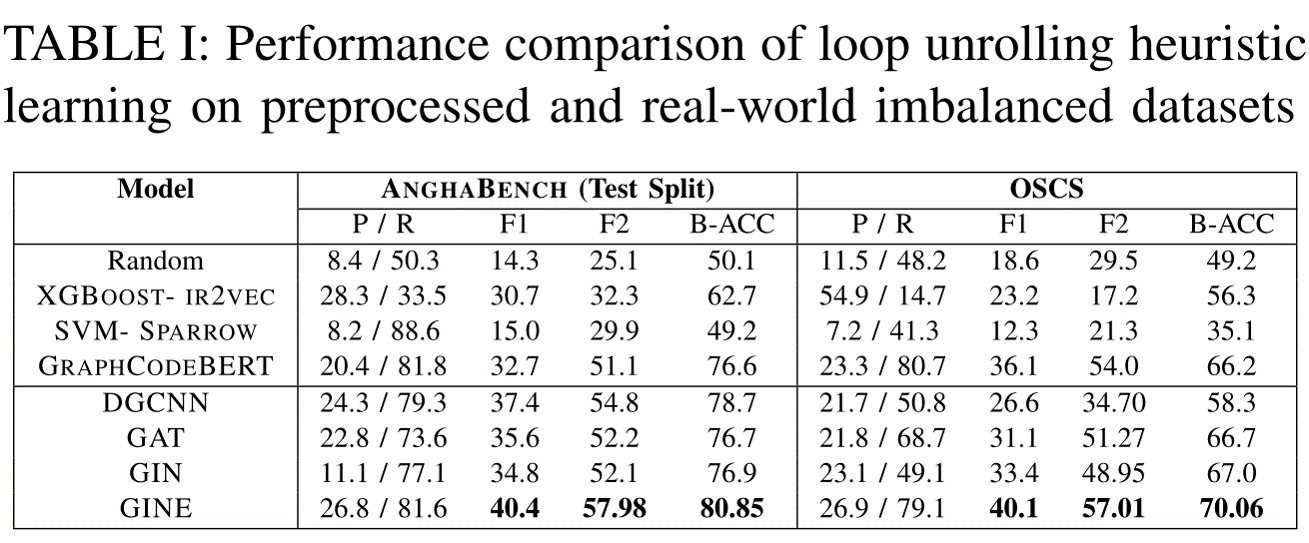 TABLE I: Performance comparison of loop unrolling heuristic
learning on preprocessed and real-world imbalanced datasets
Model ANGHABENCH (Test Split) OSCS
P / R F1 F2 B-ACC P / R F1 F2 B-ACC
Random 8.4 / 50.3 14.3 25.1 50.1 11.5 / 48.2 18.6 29.5 49.2
XGBOOST- IR2VEC 28.3 / 33.5 30.7 32.3 62.7 54.9 / 14.7 23.2 17.2 56.3
SVM- SPARROW 8.2 / 88.6 15.0 29.9 49.2 7.2 / 41.3 12.3 21.3 35.1
GRAPHCODEBERT 20.4 / 81.8 32.7 51.1 76.6 23.3 / 80.7 36.1 54.0 66.2
DGCNN 24.3 / 79.3 37.4 54.8 78.7 21.7 / 50.8 26.6 34.70 58.3
GAT 22.8 / 73.6 35.6 52.2 76.7 21.8 / 68.7 31.1 51.27 66.7
GIN 11.1 / 77.1 34.8 52.1 76.9 23.1 / 49.1 33.4 48.95 67.0
GINE 26.8 / 81.6 40.4 57.98 80.85 26.9 / 79.1 40.1 57.01 70.06